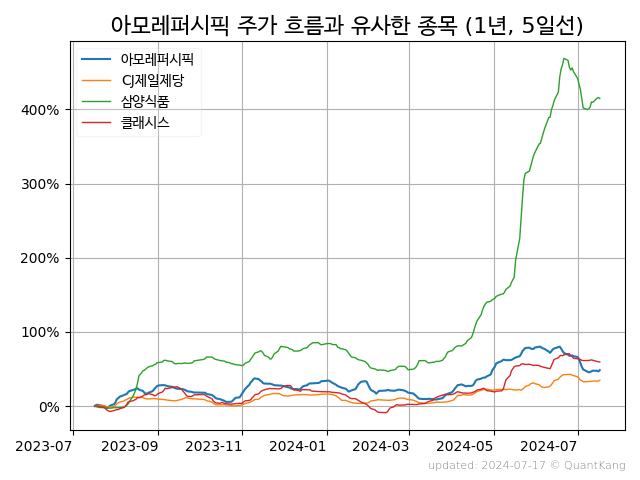 아모레퍼시픽 주가 흐름과 유사한 종목 (1년, 5일선)
아모레퍼시픽
CJ제일제당
삼양식품
클래시스
400%
300%
200%
100%
0%
2023-07 2023-09 2023-11 2024-01 2024-03 2024-05 2024-07
updated: 2024-07-17 © QuantKang